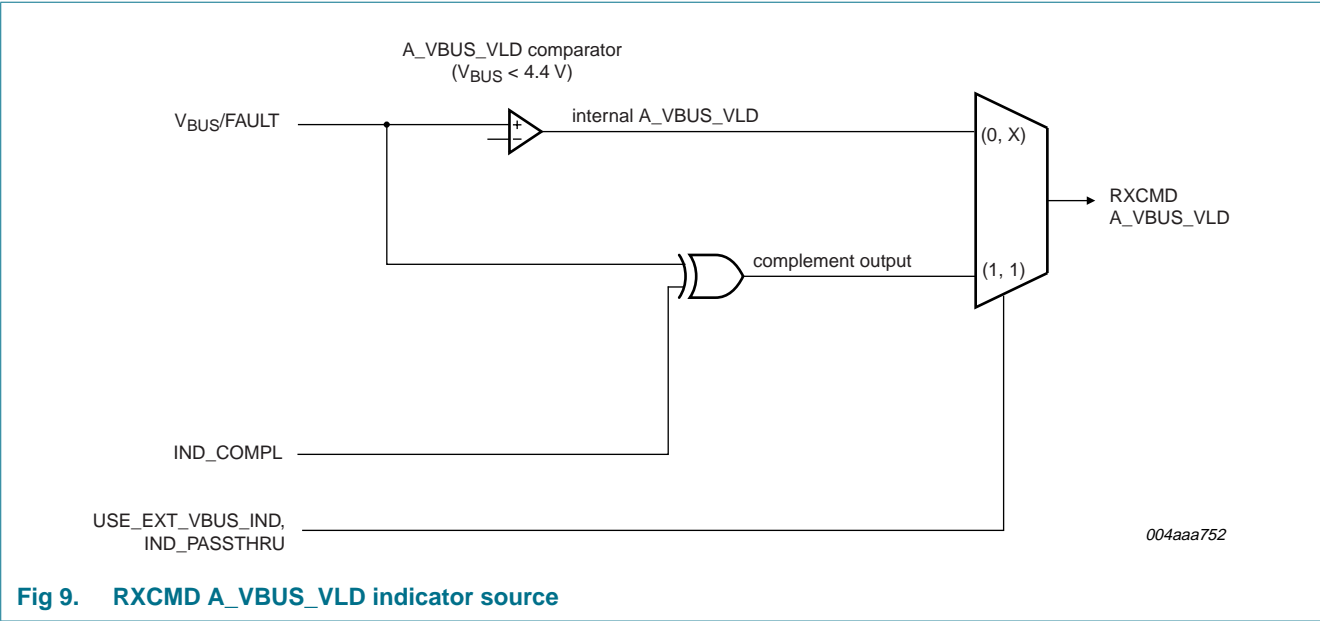 A_VBUS_VLD comparator
(VBUS < 4.4 V)
VBUS/FAULT
+
−
internal A_VBUS_VLD
(0, X)
RXCMD
A_VBUS_VLD
complement output
(1, 1)
IND_COMPL
USE_EXT_VBUS_IND,
IND_PASSTHRU
004aaa752
Fig 9. RXCMD A_VBUS_VLD indicator source